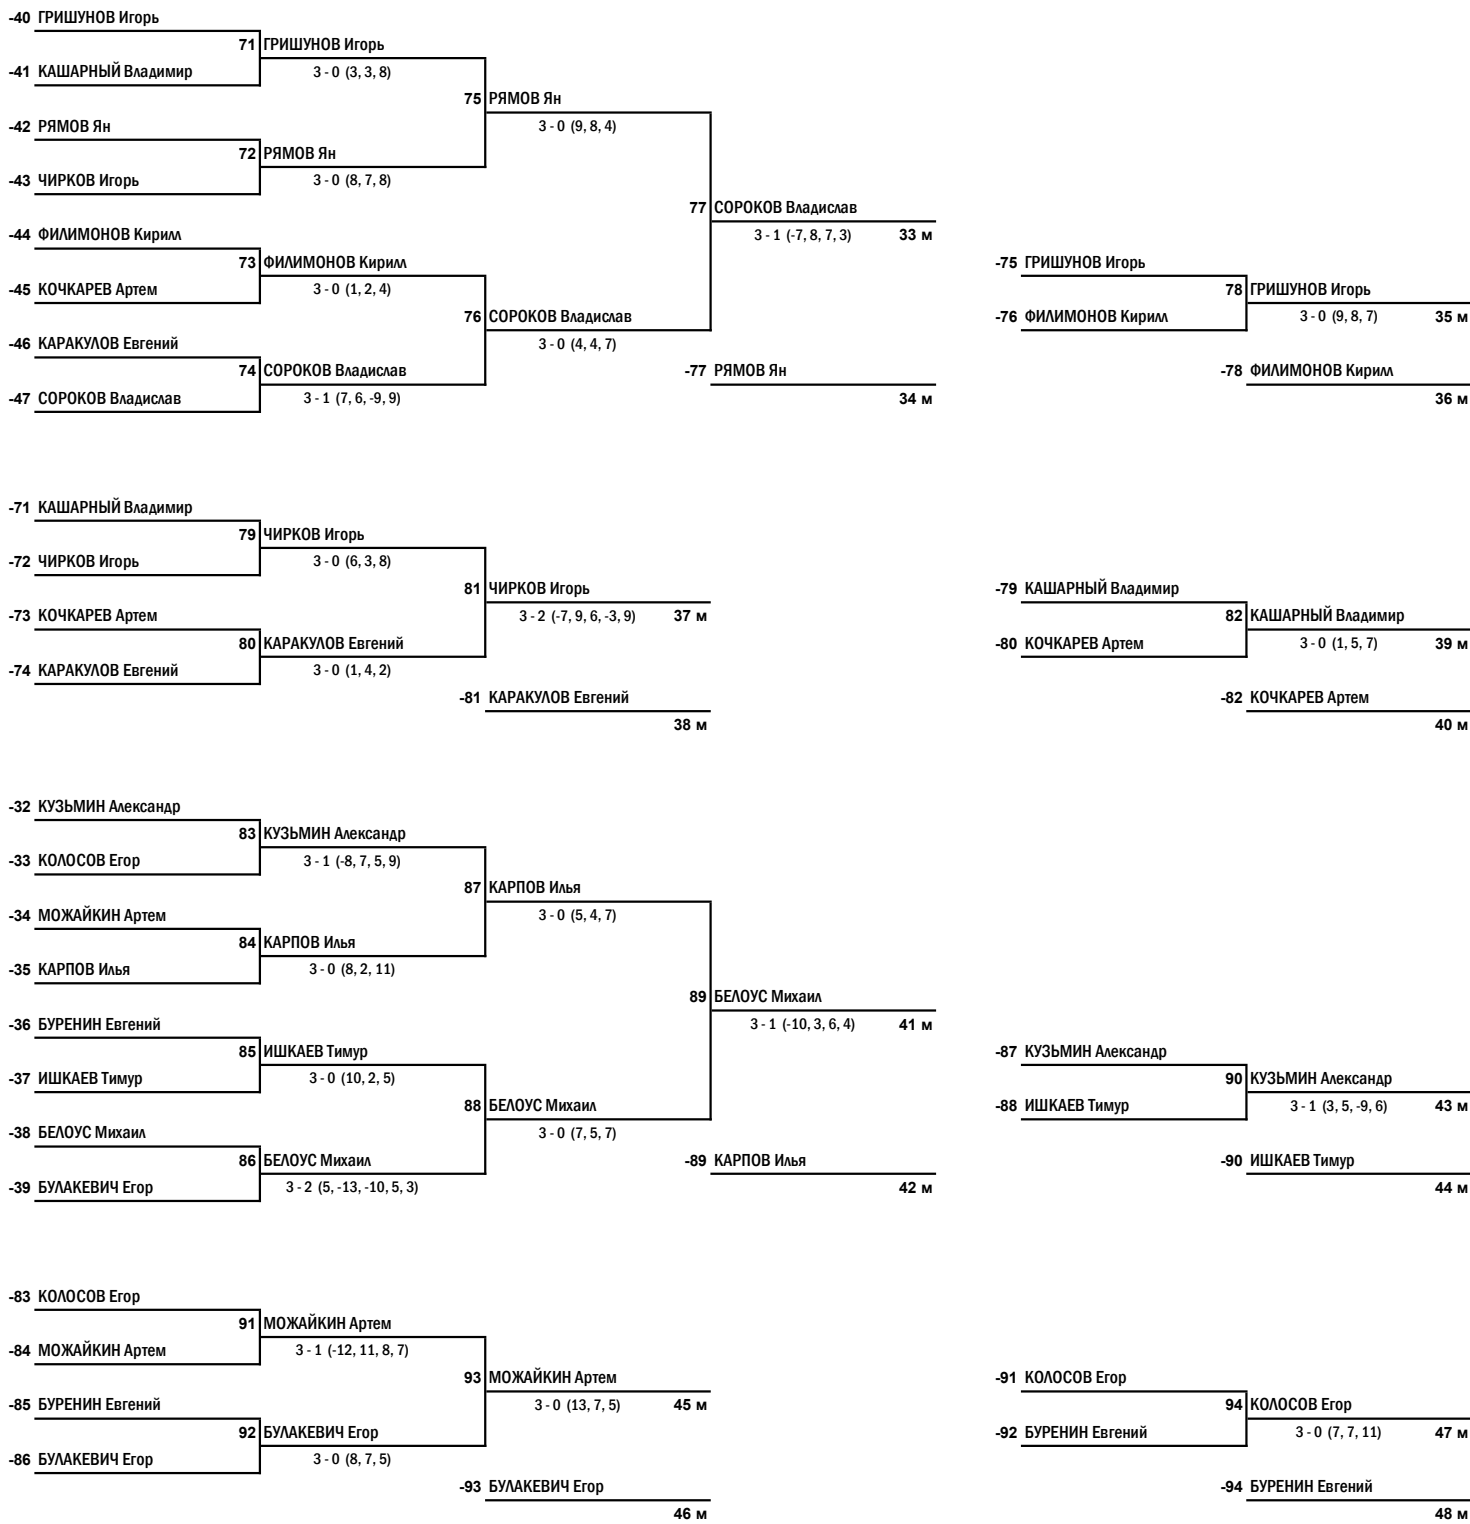 -40 ГРИШУНОВ Игорь
71 ГРИШУНОВ Игорь
-41 КАШАРНЫЙ Владимир
3 - 0 (3, 3, 8)
75 РЯМОВ Ян
-42 РЯМОВ Ян
3 - 0 (9, 8, 4)
72 РЯМОВ Ян
-43 ЧИРКОВ Игорь
3 - 0 (8, 7, 8)
77 СОРОКОВ Владислав
-44 ФИЛИМОНОВ Кирилл
3 - 1 (-7, 8, 7, 3) 33 м
73 ФИЛИМОНОВ Кирилл
-75 ГРИШУНОВ Игорь
-45 КОЧКАРЕВ Артем
3 - 0 (1, 2, 4)
78 ГРИШУНОВ Игорь
76 СОРОКОВ Владислав
-76 ФИЛИМОНОВ Кирилл
3 - 0 (9, 8, 7) 35 м
-46 КАРАКУЛОВ Евгений
3 - 0 (4, 4, 7)
74 СОРОКОВ Владислав
-77 РЯМОВ Ян
-78 ФИЛИМОНОВ Кирилл
-47 СОРОКОВ Владислав
3 - 1 (7, 6, -9, 9)
34 м
36 м
-71 КАШАРНЫЙ Владимир
79 ЧИРКОВ Игорь
-72 ЧИРКОВ Игорь
3 - 0 (6, 3, 8)
81 ЧИРКОВ Игорь
-79 КАШАРНЫЙ Владимир
-73 КОЧКАРЕВ Артем
3 - 2 (-7, 9, 6, -3, 9) 37 м
82 КАШАРНЫЙ Владимир
80 КАРАКУЛОВ Евгений
-80 КОЧКАРЕВ Артем
3 - 0 (1, 5, 7) 39 м
-74 КАРАКУЛОВ Евгений
3 - 0 (1, 4, 2)
-81 КАРАКУЛОВ Евгений
-82 КОЧКАРЕВ Артем
38 м
40 м
-32 КУЗЬМИН Александр
83 КУЗЬМИН Александр
-33 КОЛОСОВ Егор
3 - 1 (-8, 7, 5, 9)
87 КАРПОВ Илья
-34 МОЖАЙКИН Артем
3 - 0 (5, 4, 7)
84 КАРПОВ Илья
-35 КАРПОВ Илья
3 - 0 (8, 2, 11)
89 БЕЛОУС Михаил
-36 БУРЕНИН Евгений
3 - 1 (-10, 3, 6, 4) 41 м
85 ИШКАЕВ Тимур
-87 КУЗЬМИН Александр
-37 ИШКАЕВ Тимур
3 - 0 (10, 2, 5)
90 КУЗЬМИН Александр
88 БЕЛОУС Михаил
-88 ИШКАЕВ Тимур
3 - 1 (3, 5, -9, 6) 43 м
-38 БЕЛОУС Михаил
3 - 0 (7, 5, 7)
86 БЕЛОУС Михаил
-89 КАРПОВ Илья
-90 ИШКАЕВ Тимур
-39 БУЛАКЕВИЧ Егор
3 - 2 (5, -13, -10, 5, 3)
42 м
44 м
-83 КОЛОСОВ Егор
91 МОЖАЙКИН Артем
-84 МОЖАЙКИН Артем
3 - 1 (-12, 11, 8, 7)
93 МОЖАЙКИН Артем
-91 КОЛОСОВ Егор
-85 БУРЕНИН Евгений
3 - 0 (13, 7, 5) 45 м
94 КОЛОСОВ Егор
92 БУЛАКЕВИЧ Егор
-92 БУРЕНИН Евгений
3 - 0 (7, 7, 11) 47 м
-86 БУЛАКЕВИЧ Егор
3 - 0 (8, 7, 5)
-93 БУЛАКЕВИЧ Егор
-94 БУРЕНИН Евгений
46 м
48 м